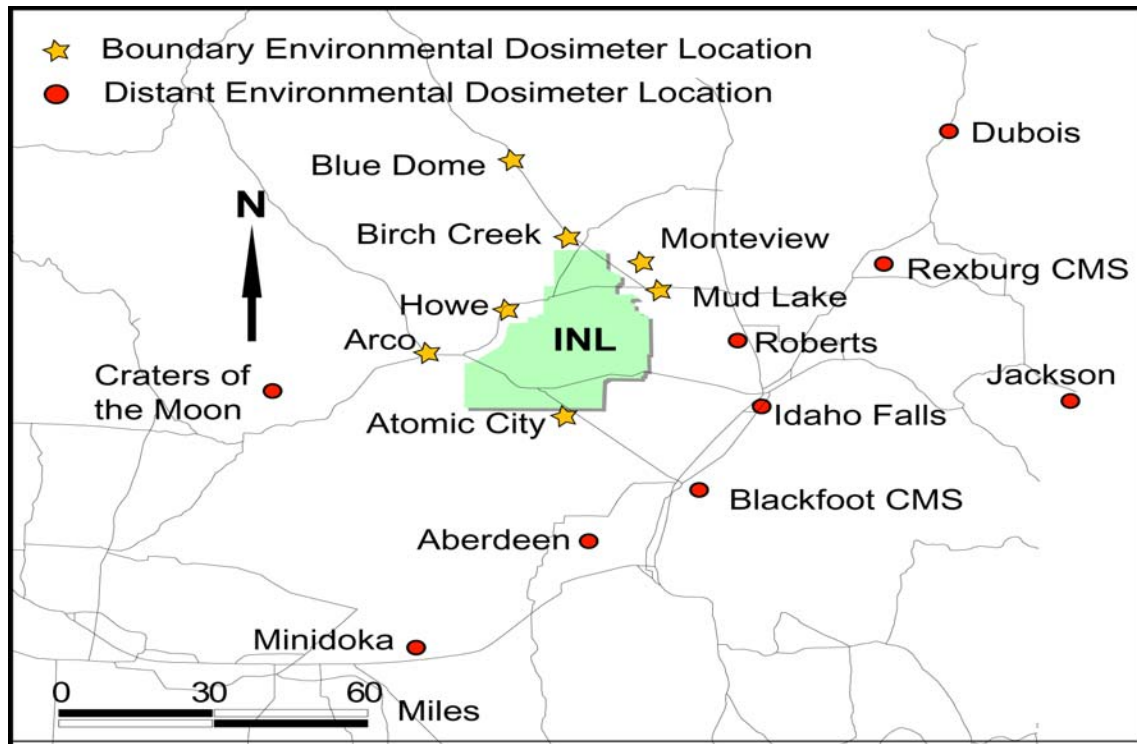 Boundary Environmental Dosimeter Location
Distant Environmental Dosimeter Location
Dubois
Blue Dome
N
Birch Creek
Monteview
Rexburg CMS
Mud Lake
Howe
INL
Arco
Roberts
Craters of
the Moon
Jackson
Atomic City
Idaho Falls
Blackfoot CMS
Aberdeen
Minidoka
0 30 60
Miles